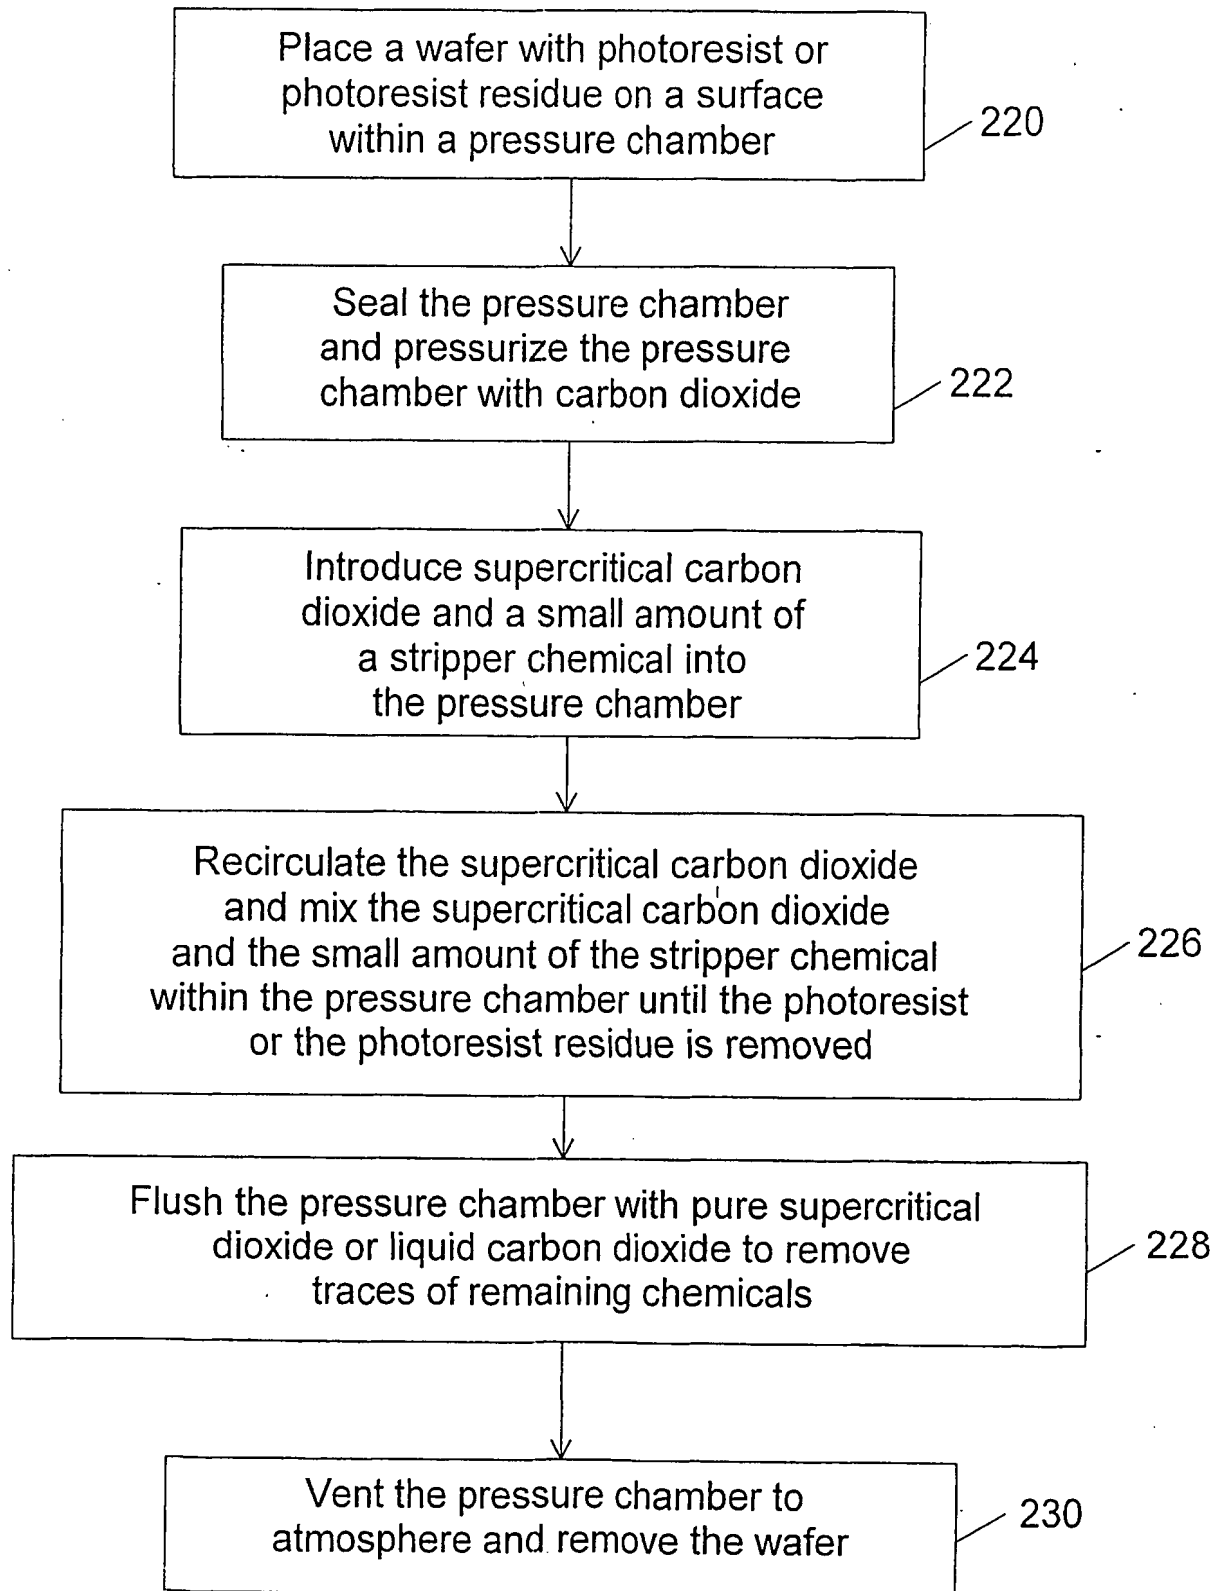 Place a wafer with photoresist or
photoresist residue on a surface
within a pressure chamber
220
Seal the pressure chamber
and pressurize the pressure
chamber with carbon dioxide
222
Introduce supercritical carbon
dioxide and a small amount of
a stripper chemical into
the pressure chamber
224
Recirculate the supercritical carbon dioxide
and mix the supercritical carbon dioxide
and the small amount of the stripper chemical
within the pressure chamber until the photoresist
or the photoresist residue is removed
226
Flush the pressure chamber with pure supercritical
dioxide or liquid carbon dioxide to remove
traces of remaining chemicals
228
Vent the pressure chamber to
atmosphere and remove the wafer
230